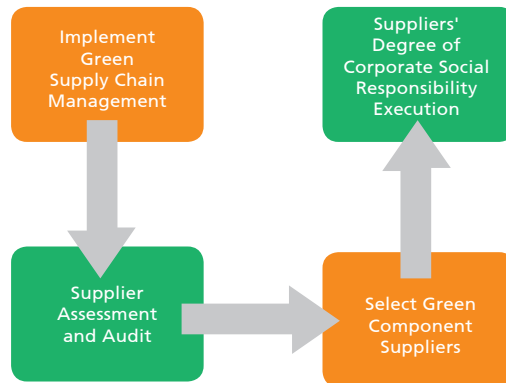 Implement
Green
Supply Chain
Management
Suppliers'
Degree of
Corporate Social
Responsibility
Execution
Supplier
Assessment
and Audit
Select Green
Component
Suppliers